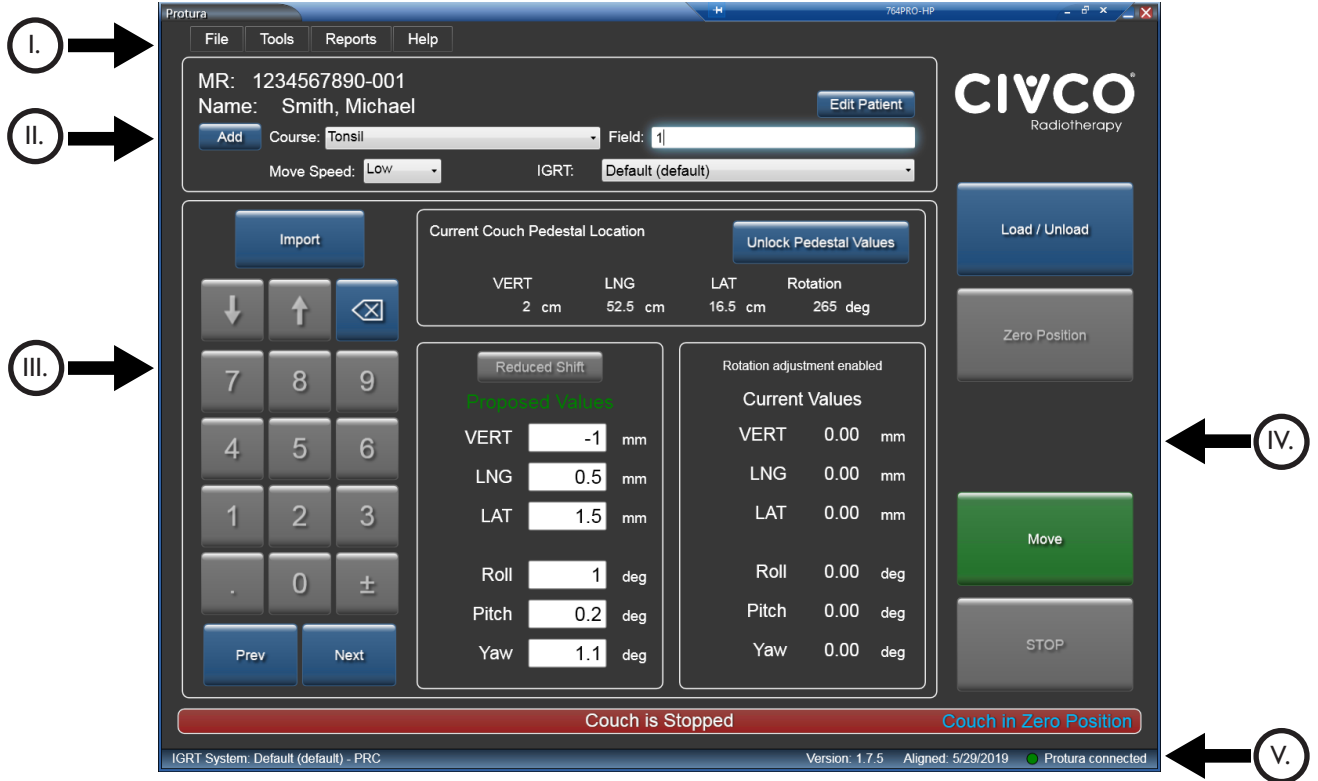 Protura 764PRO-HP
I. File Tools Reports Help
MR: 1234567890-001
Name: Smith, Michael Edit Patient
CIVCO®
Radiotherapy
II. Add Course: Tonsil Field: 1
Move Speed: Low IGRT: Default (default)
Import
Current Couch Pedestal Location Unlock Pedestal Values
VERT LNG LAT Rotation
2 cm 52.5 cm 16.5 cm 265 deg
Load / Unload
Zero Position
III.
7 8 9
4 5 6
1 2 3
. 0 ±
Prev Next
Reduced Shift
Proposed Values
VERT -1 mm
LNG 0.5 mm
LAT 1.5 mm
Roll 1 deg
Pitch 0.2 deg
Yaw 1.1 deg
Rotation adjustment enabled
Current Values
VERT 0.00 mm
LNG 0.00 mm
LAT 0.00 mm
Roll 0.00 deg
Pitch 0.00 deg
Yaw 0.00 deg
IV.
Move
STOP
Couch is Stopped Couch in Zero Position
IGRT System: Default (default) - PRC Version: 1.7.5 Aligned: 5/29/2019 Protura connected
V.